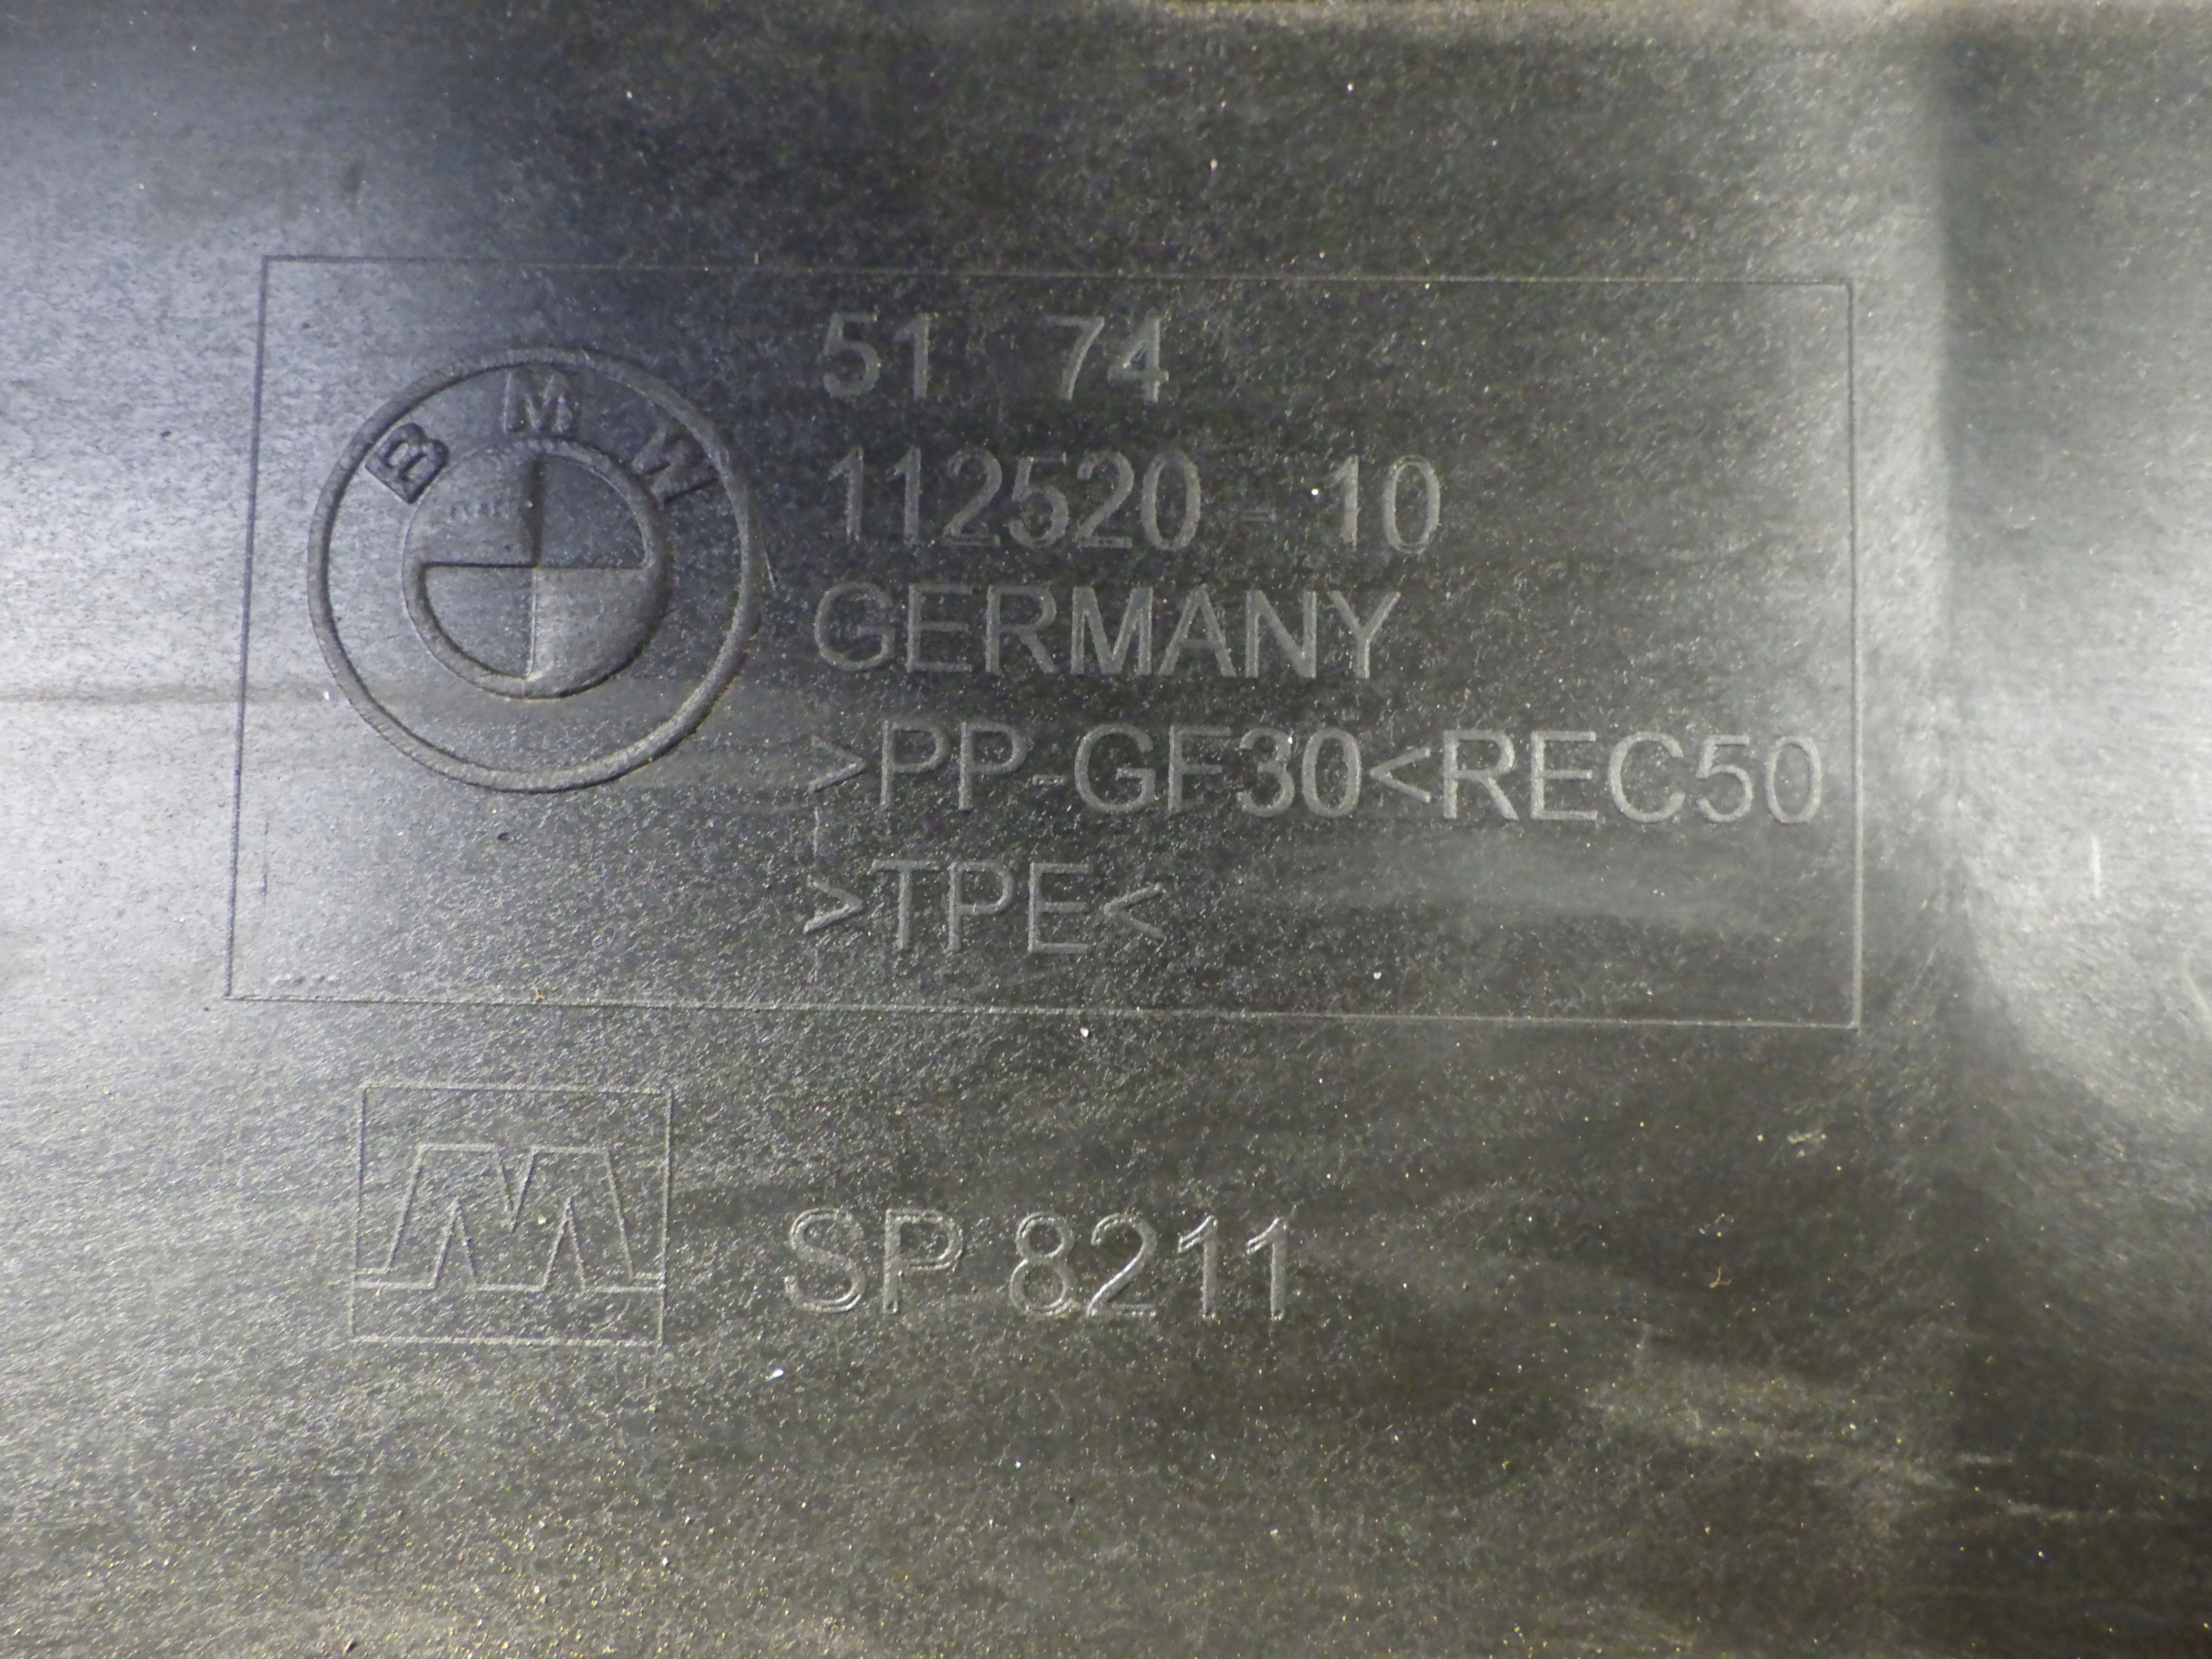 BMW
51 74
112520 - 10
GERMANY
>PP-GF30<REC50
>TPE<
M
SP 8211